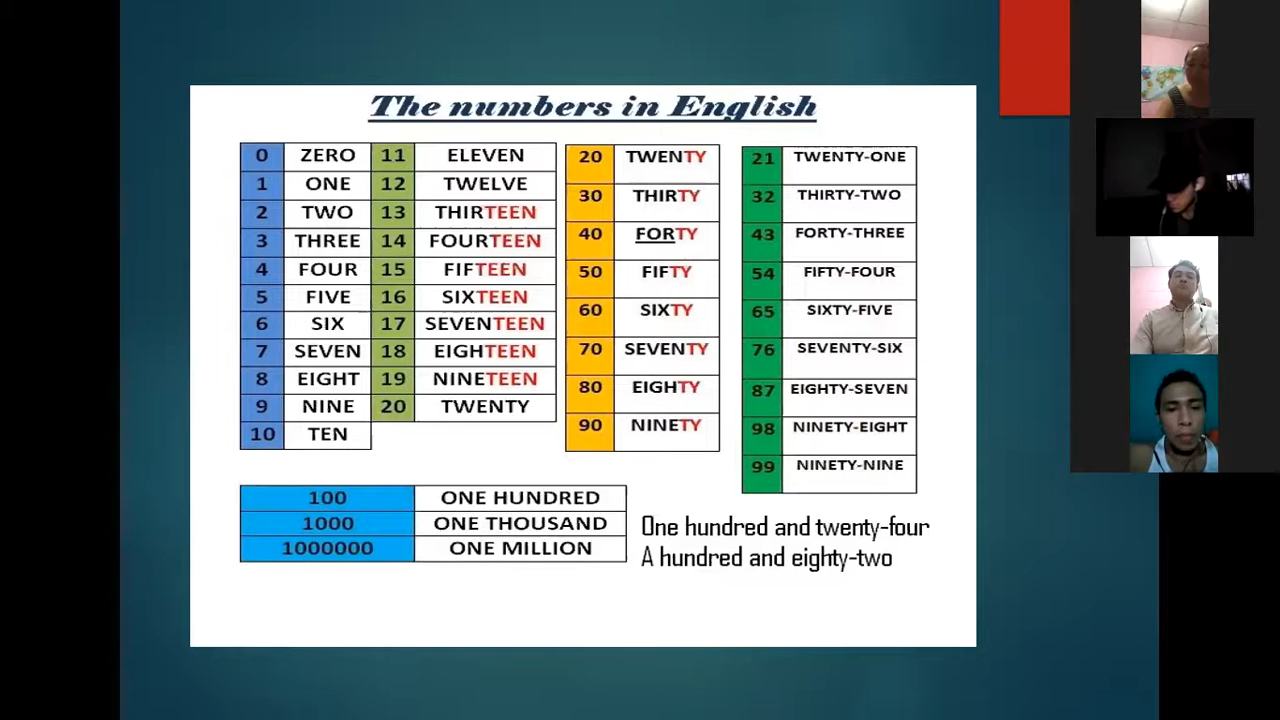 The numbers in English
0 ZERO
1 ONE
2 TWO
3 THREE
4 FOUR
5 FIVE
6 SIX
7 SEVEN
8 EIGHT
9 NINE
10 TEN
11 ELEVEN
12 TWELVE
13 THIRTEEN
14 FOURTEEN
15 FIFTEEN
16 SIXTEEN
17 SEVENTEEN
18 EIGHTEEN
19 NINETEEN
20 TWENTY
20 TWENTY
30 THIRTY
40 FORTY
50 FIFTY
60 SIXTY
70 SEVENTY
80 EIGHTY
90 NINETY
21 TWENTY-ONE
32 THIRTY-TWO
43 FORTY-THREE
54 FIFTY-FOUR
65 SIXTY-FIVE
76 SEVENTY-SIX
87 EIGHTY-SEVEN
98 NINETY-EIGHT
99 NINETY-NINE
100 ONE HUNDRED
1000 ONE THOUSAND
1000000 ONE MILLION
One hundred and twenty-four
A hundred and eighty-two